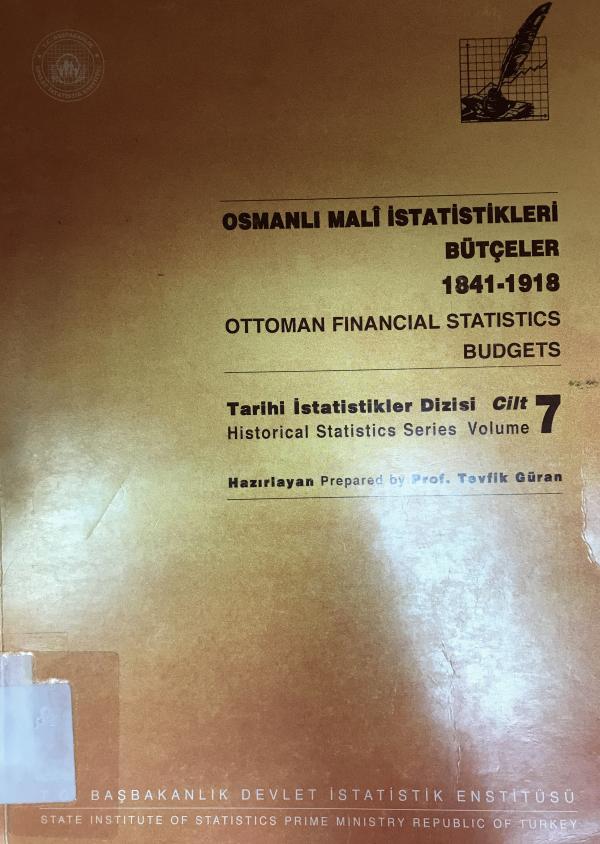 OSMANLI MALÎ İSTATİSTİKLERİ
BÜTÇELER
1841-1918
OTTOMAN FINANCIAL STATISTICS
BUDGETS
Tarihi İstatistikler Dizisi Cilt 7
Historical Statistics Series Volume
Hazırlayan Prepared by Prof. Tevfik Güran
T.C. BAŞBAKANLIK DEVLET İSTATİSTİK ENSTİTÜSÜ
STATE INSTITUTE OF STATISTICS PRIME MINISTRY REPUBLIC OF TURKEY